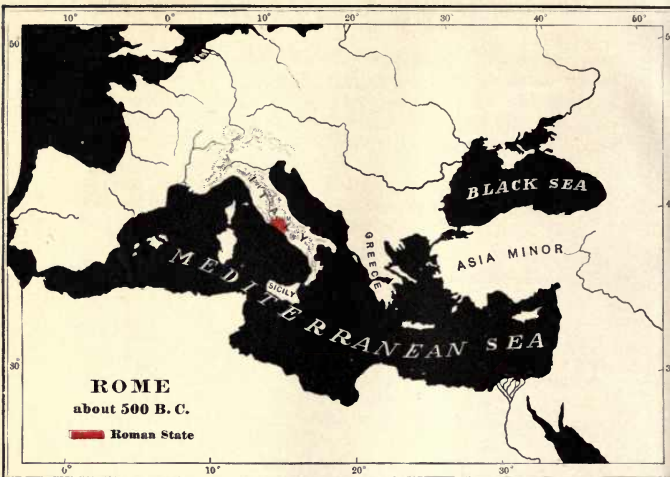 10° 0° 10° 20° 30° 40° 50°
50
BLACK SEA
ITALY
GREECE
ASIA MINOR
SICILY
MEDITERRANEAN SEA
30
ROME
about 500 B. C.
Roman State
0° 10° 20° 30°